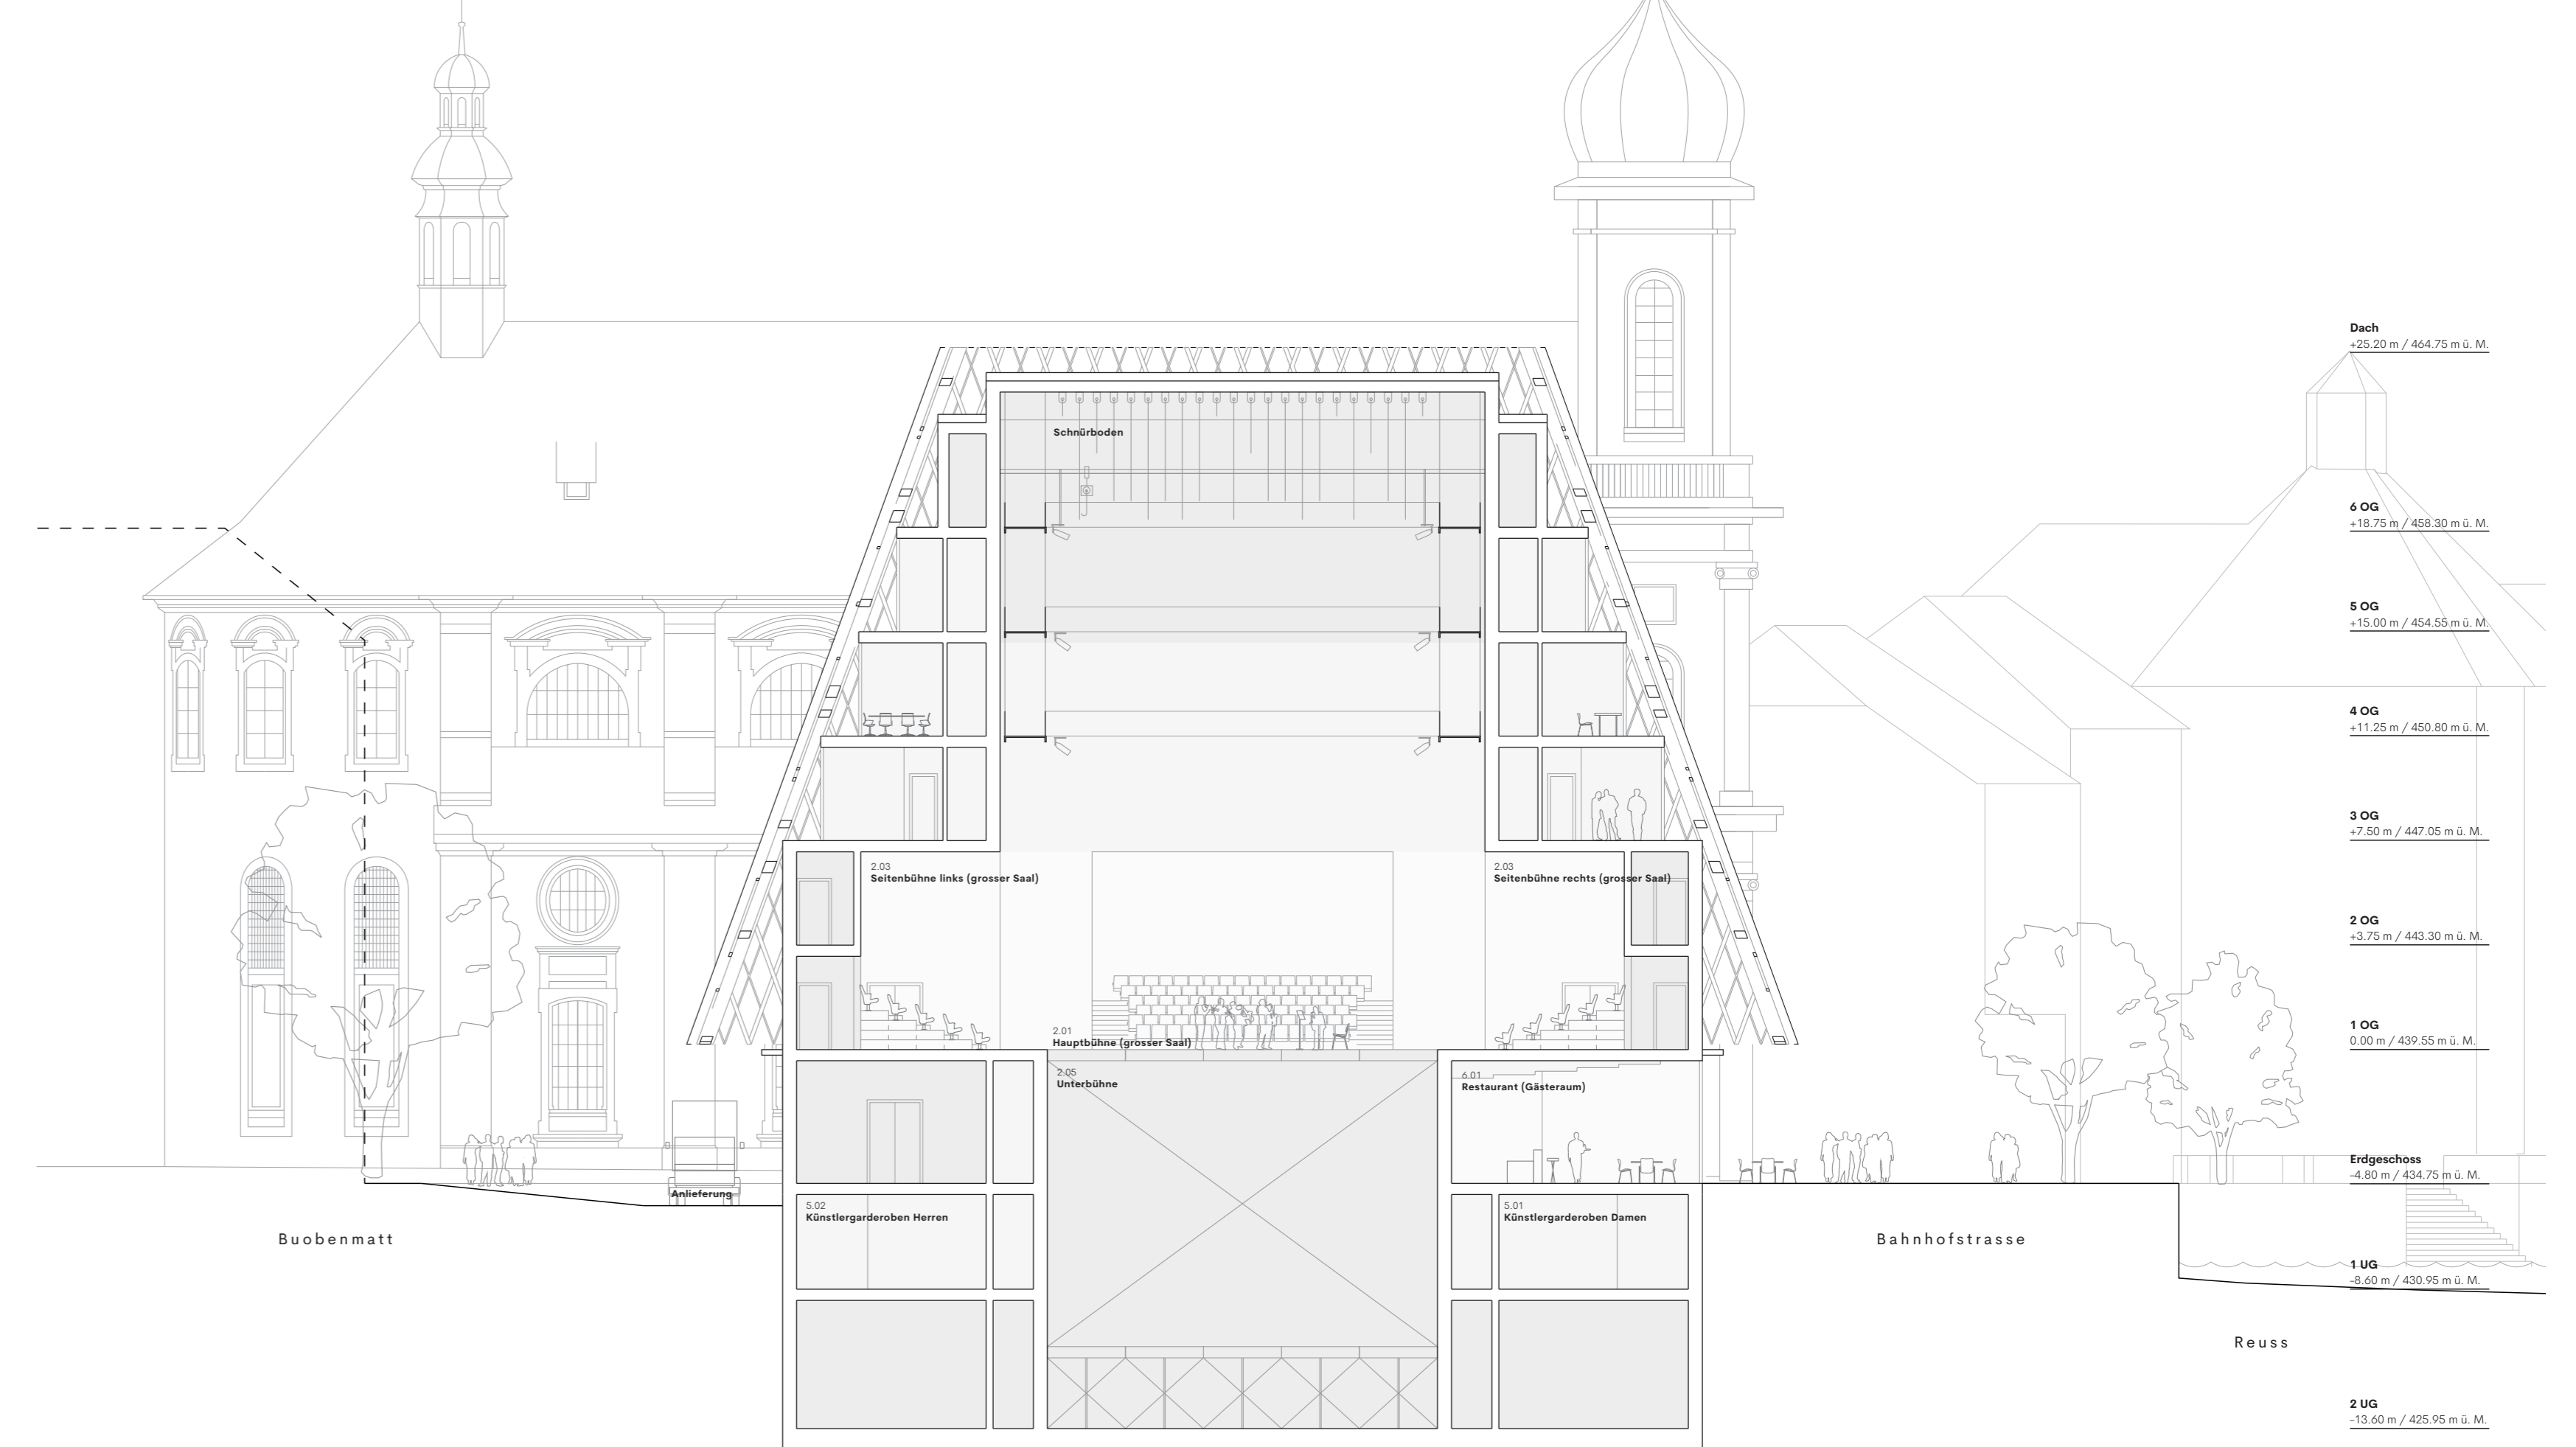 Dach
+25.20 m / 464.75 m ü. M.
Schnürboden
6 OG
+18.75 m / 458.30 m ü. M.
5 OG
+15.00 m / 454.55 m ü. M.
4 OG
+11.25 m / 450.80 m ü. M.
3 OG
+7.50 m / 447.05 m ü. M.
2.03
Seitenbühne links (grosser Saal)
2.03
Seitenbühne rechts (grosser Saal)
2 OG
+3.75 m / 443.30 m ü. M.
2.01
Hauptbühne (grosser Saal)
1 OG
0.00 m / 439.55 m ü. M.
2.05
Unterbühne
6.01
Restaurant (Gästeraum)
Erdgeschoss
-4.80 m / 434.75 m ü. M.
Anlieferung
5.02
Künstlergarderoben Herren
5.01
Künstlergarderoben Damen
Buobenmatt
Bahnhofstrasse
1 UG
-8.60 m / 430.95 m ü. M.
Reuss
2 UG
-13.60 m / 425.95 m ü. M.